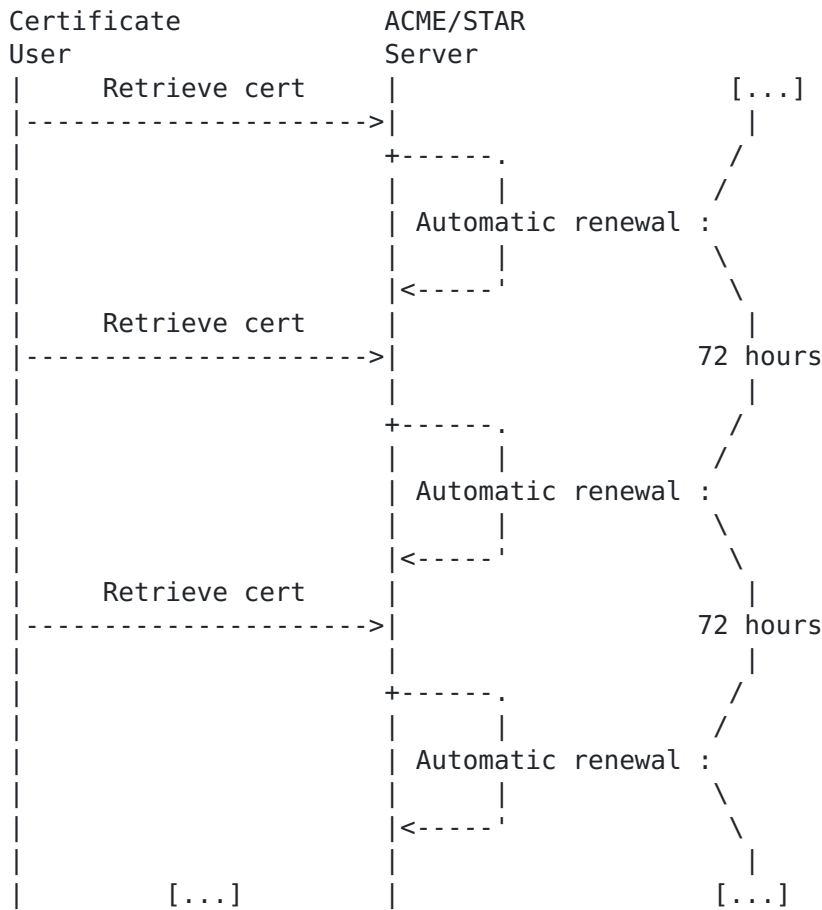 Certificate                ACME/STAR
User                       Server
|     Retrieve cert     |                     [...]
|---------------------->|                      |
|                       +------.              /
|                       |      |             /
|                       | Automatic renewal :
|                       |      |             \
|                       |<-----'              \
|     Retrieve cert     |                      |
|---------------------->|                   72 hours
|                       |                      |
|                       +------.              /
|                       |      |             /
|                       | Automatic renewal :
|                       |      |             \
|                       |<-----'              \
|     Retrieve cert     |                      |
|---------------------->|                   72 hours
|                       |                      |
|                       +------.              /
|                       |      |             /
|                       | Automatic renewal :
|                       |      |             \
|                       |<-----'              \
|                       |                      |
|         [...]         |                    [...]